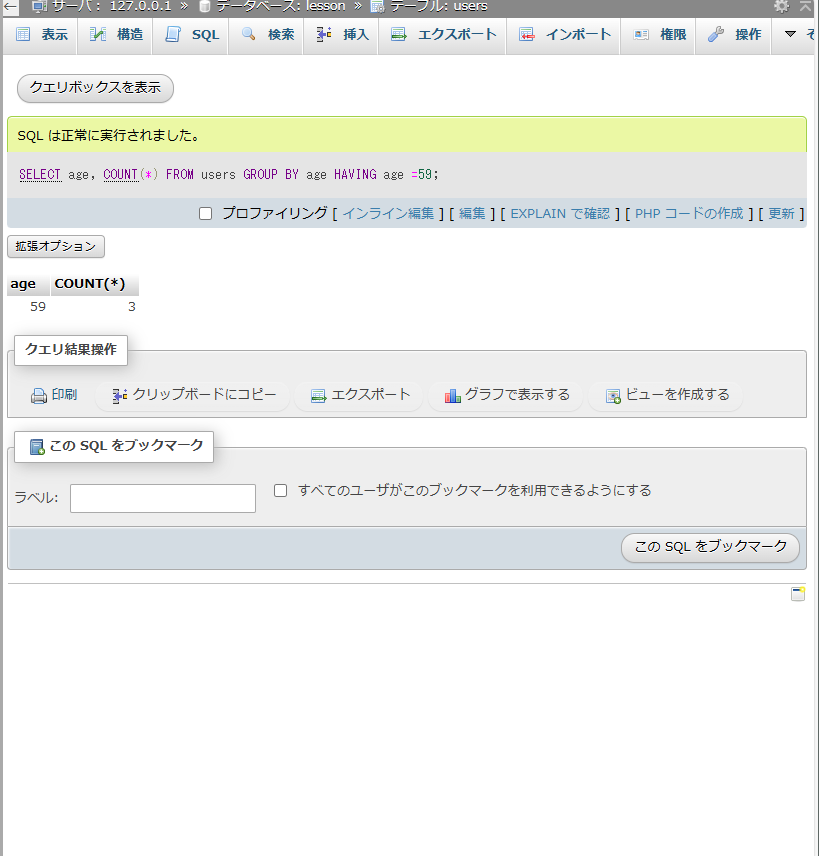 サーバ: 127.0.0.1 » データベース: lesson » テーブル: users
表示 構造 SQL 検索 挿入 エクスポート インポート 権限 操作 そ
クエリボックスを表示
SQL は正常に実行されました。
SELECT age, COUNT(*) FROM users GROUP BY age HAVING age =59;
プロファイリング [ インライン編集 ] [ 編集 ] [ EXPLAIN で確認 ] [ PHP コードの作成 ] [ 更新 ]
拡張オプション
age COUNT(*)
59 3
クエリ結果操作
印刷 クリップボードにコピー エクスポート グラフで表示する ビューを作成する
この SQL をブックマーク
ラベル: すべてのユーザがこのブックマークを利用できるようにする
この SQL をブックマーク